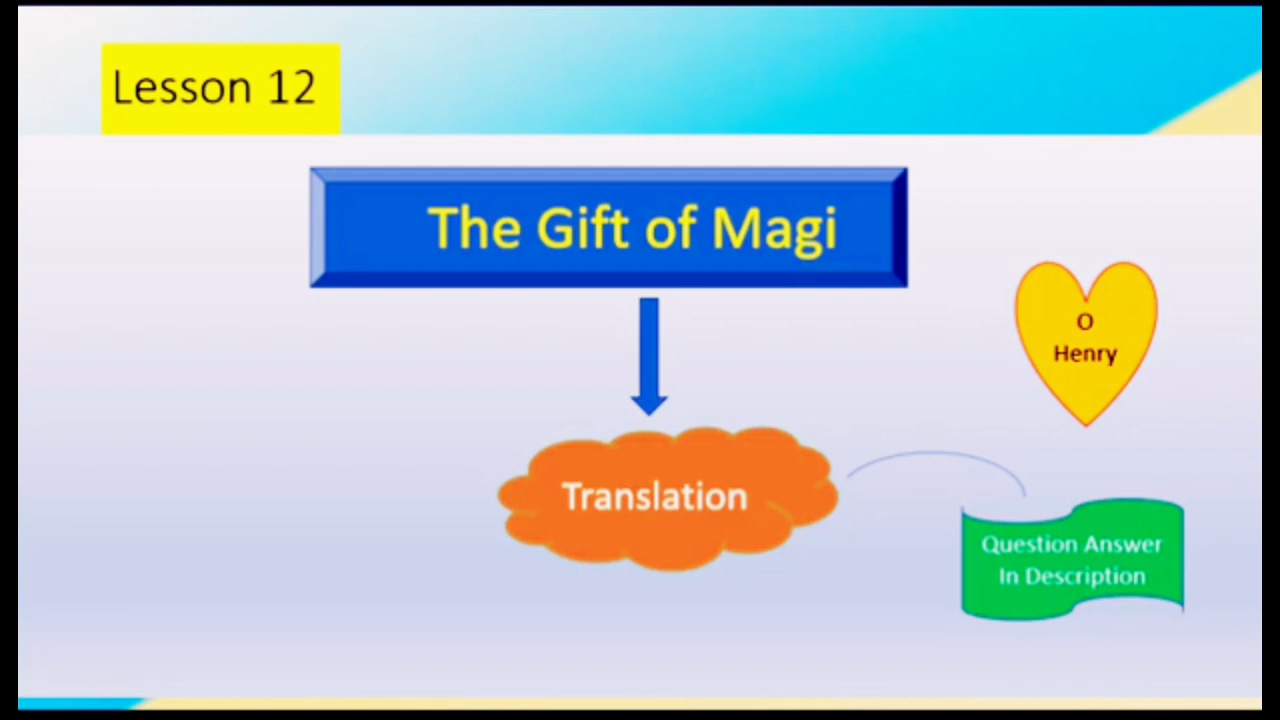 Lesson 12
The Gift of Magi
O
Henry
Translation
Question Answer
In Description